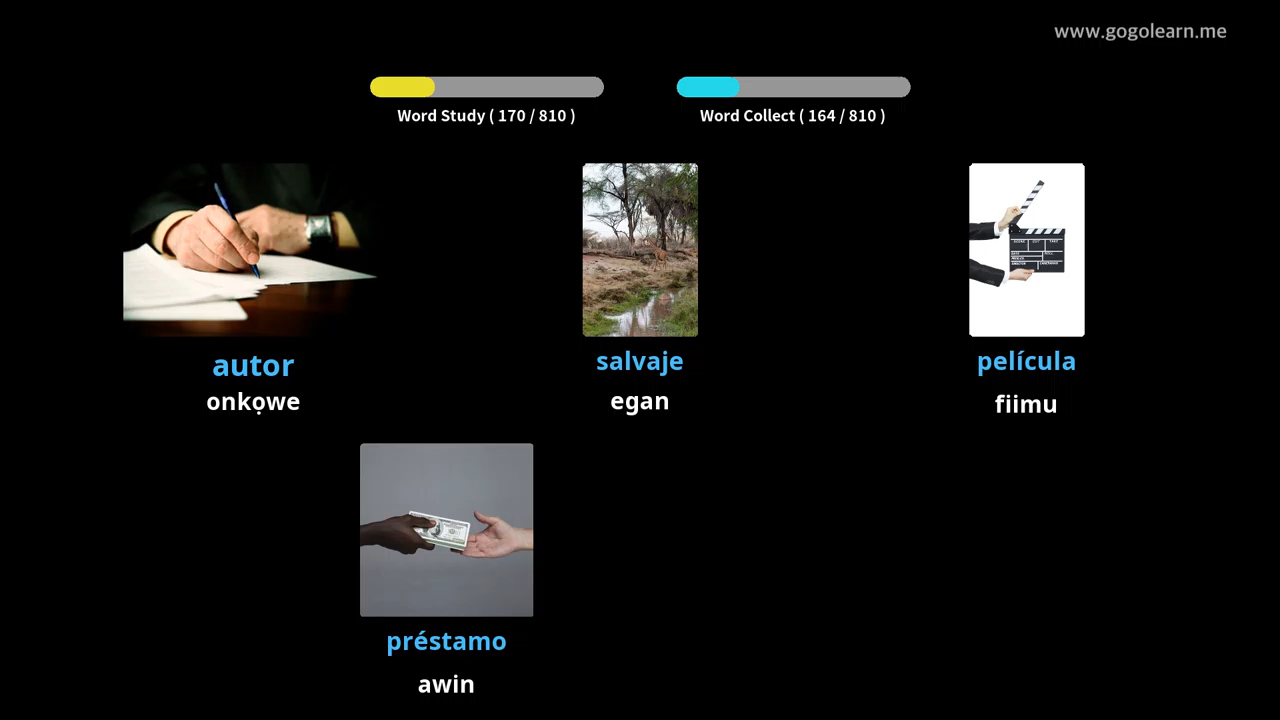 www.gogolearn.me
Word Study ( 170 / 810 )
Word Collect ( 164 / 810 )
autor
onkọwe
salvaje
egan
película
fiimu
préstamo
awin